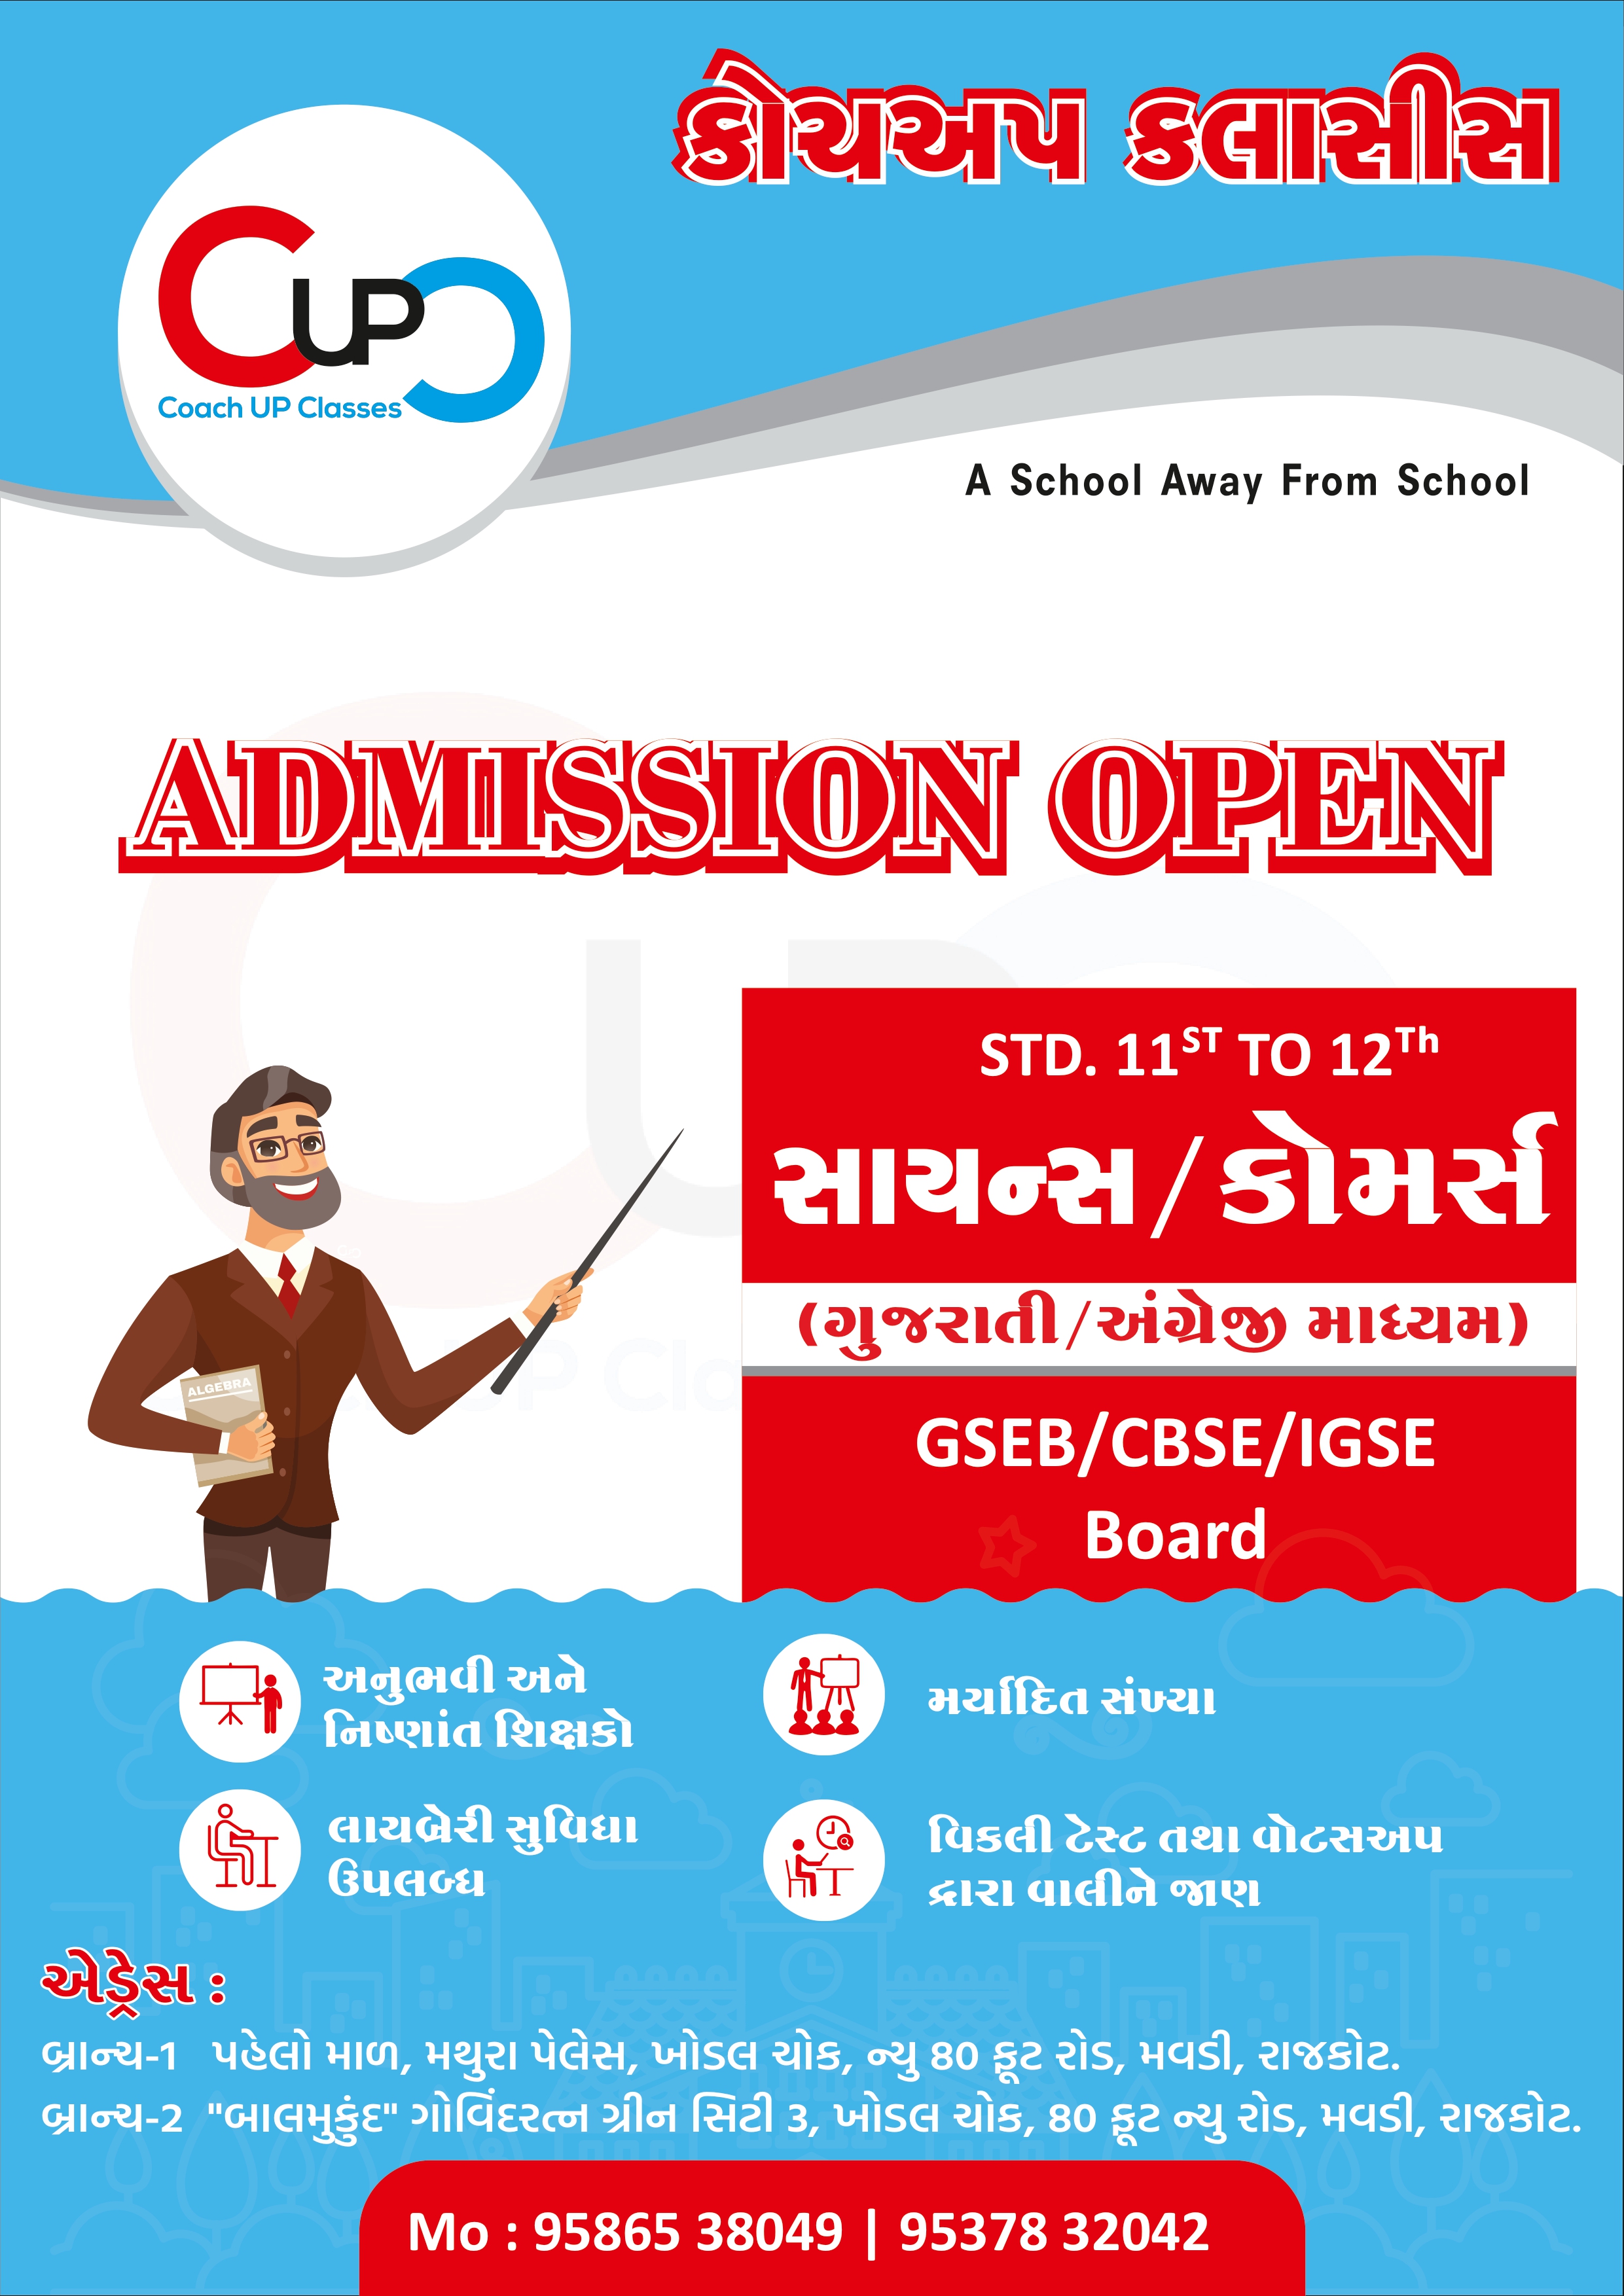 કોચઅપ કલાસીસ
CUPC
Coach UP Classes
A School Away From School
ADMISSION OPEN
STD. 11ST TO 12Th
સાયન્સ/કોમર્સ
(ગુજરાતી/અંગ્રેજી માધ્યમ)
GSEB/CBSE/IGSE
Board
ALGEBRA
અનુભવી અને
નિષ્ણાંત શિક્ષકો
મર્યાદિત સંખ્યા
લાયબ્રેરી સુવિધા
ઉપલબ્ધ
વિકલી ટેસ્ટ તથા વોટસઅપ
દ્વારા વાલીને જાણ
એડ્રેસ :
બ્રાન્ચ-1 પહેલો માળ, મથુરા પેલેસ, ખોડલ ચોક, ન્યુ 80 ફૂટ રોડ, મવડી, રાજકોટ.
બ્રાન્ચ-2 "બાલમુકુંદ" ગોવિંદરત્ન ગ્રીન સિટી 3, ખોડલ ચોક, 80 ફૂટ ન્યુ રોડ, મવડી, રાજકોટ.
Mo : 95865 38049 | 95378 32042